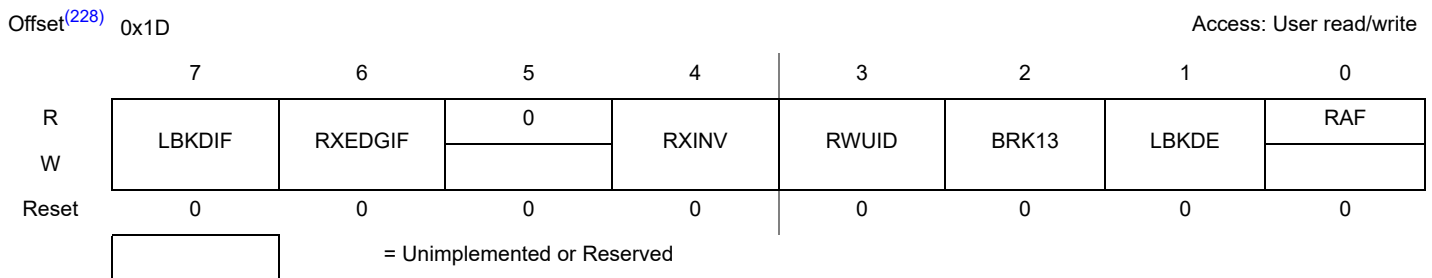 Offset(228) 0x1D Access: User read/write
7 6 5 4 3 2 1 0
R LBKDIF RXEDGIF 0 RXINV RWUID BRK13 LBKDE RAF
W
Reset 0 0 0 0 0 0 0 0
= Unimplemented or Reserved